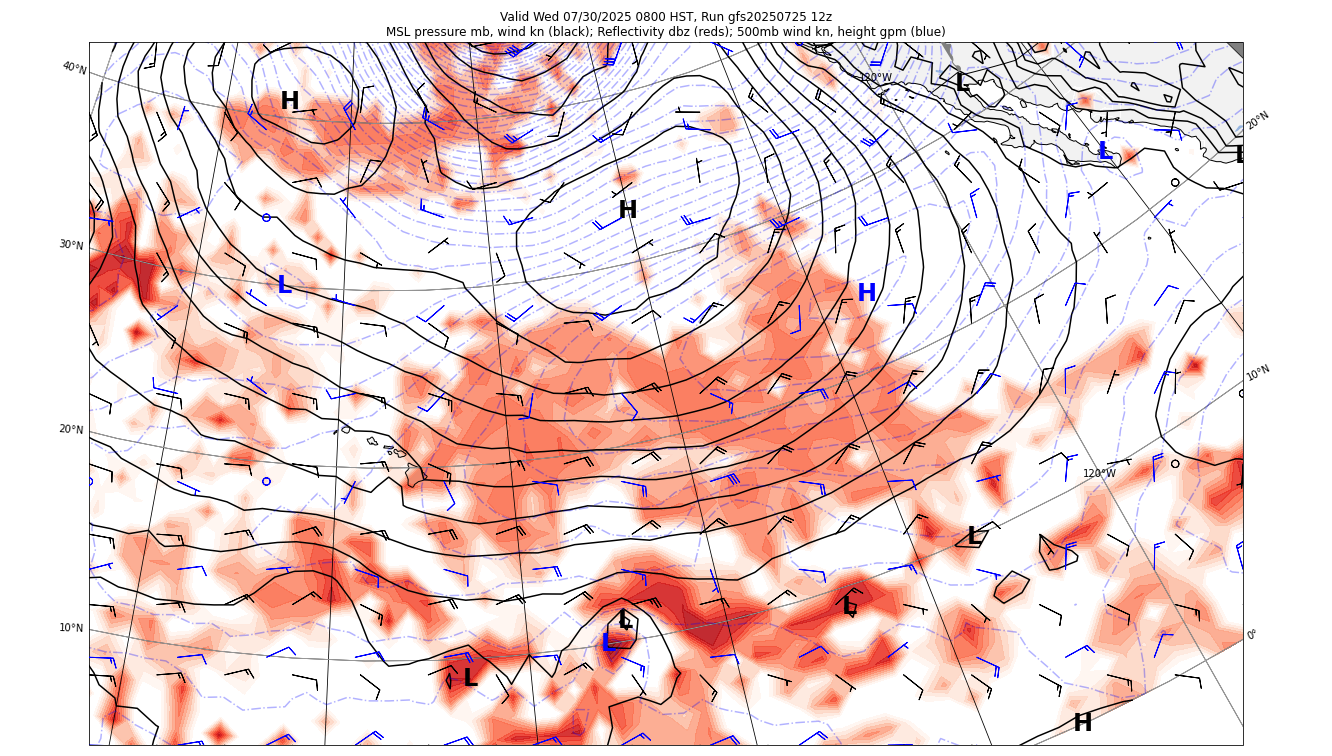 Valid Wed 07/30/2025 0800 HST, Run gfs20250725 12z
MSL pressure mb, wind kn (black); Reflectivity dbz (reds); 500mb wind kn, height gpm (blue)
40°N
120°W
L
20°N
H
L
L
H
30°N
L
H
10°N
20°N
120°W
L
10°N
L
L
L
0°
L
H